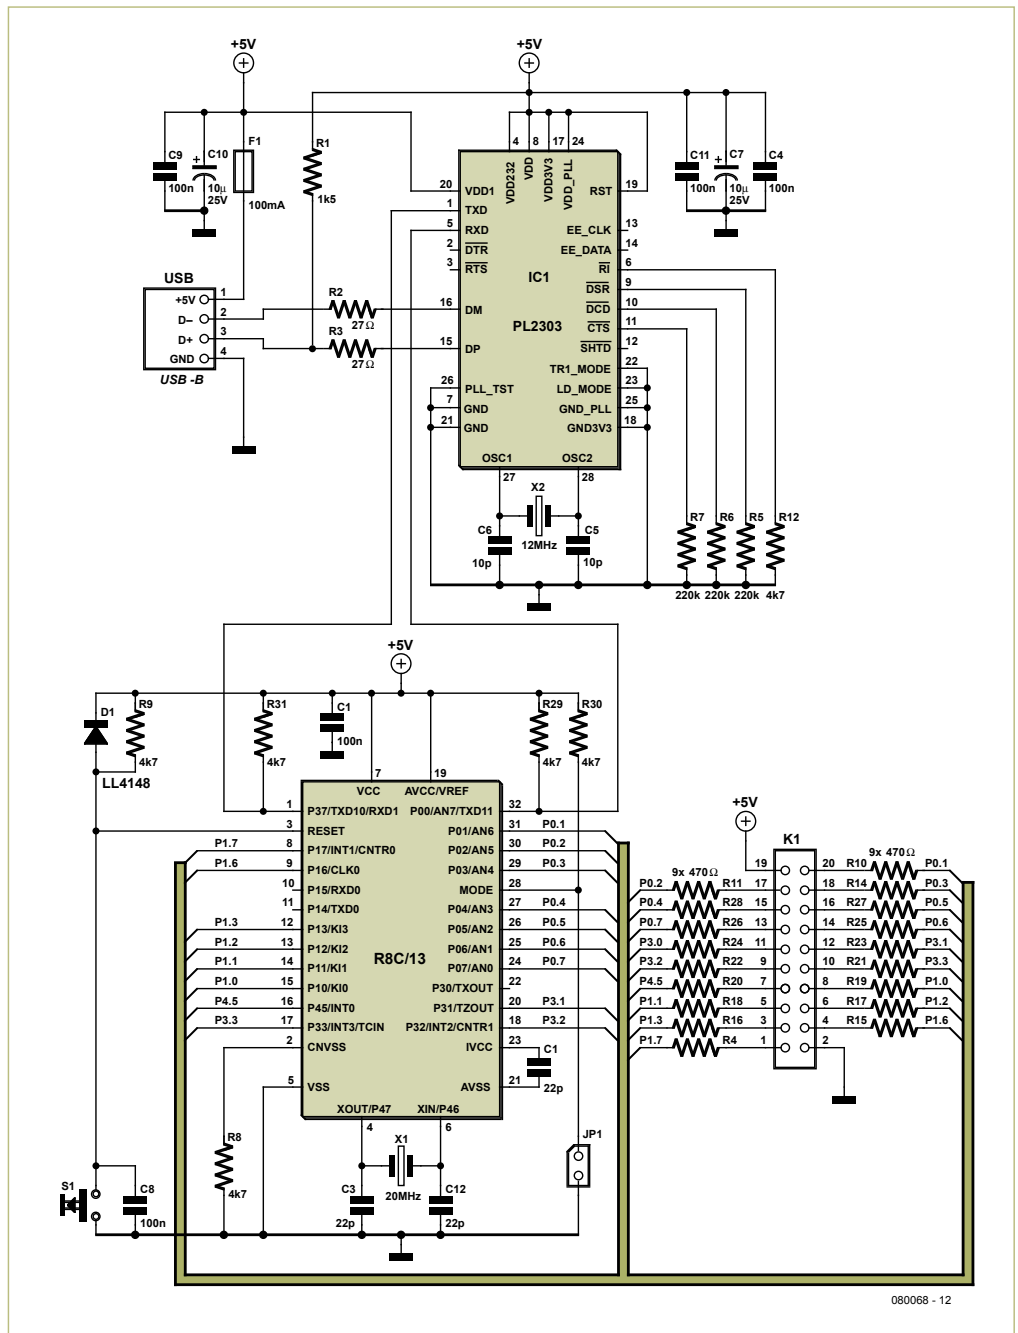 +5V
+5V
C9
100n
C10
10μ
25V
F1
100mA
R1
1k5
4
8
17
24
VDD232
VDD
VDD3V3
VDD_PLL
C11
100n
C7
10μ
25V
C4
100n
20
VDD1
1
TXD
5
RXD
2
DTR
3
RTS
16
DM
15
DP
26
PLL_TST
7
GND
21
GND
IC1
PL2303
RST
19
EE_CLK
13
EE_DATA
14
RI
6
DSR
9
DCD
10
CTS
11
SHTD
12
TR1_MODE
22
LD_MODE
23
GND_PLL
25
GND3V3
18
OSC1
OSC2
27
28
USB
+5V
1
D–
2
D+
3
GND
4
USB -B
R2
27Ω
R3
27Ω
X2
12MHz
C6
10p
C5
10p
R7
R6
R5
R12
220k
220k
220k
4k7
+5V
D1
LL4148
R9
4k7
R31
4k7
C1
100n
R29
4k7
R30
4k7
7
19
VCC
AVCC/VREF
1
P37/TXD10/RXD1
3
RESET
P1.7
8
P17/INT1/CNTR0
P1.6
9
P16/CLK0
10
P15/RXD0
11
P14/TXD0
P1.3
12
P13/KI3
P1.2
13
P12/KI2
P1.1
14
P11/KI1
P1.0
15
P10/KI0
P4.5
16
P45/INT0
P3.3
17
P33/INT3/TCIN
2
CNVSS
5
VSS
R8C/13
P00/AN7/TXD11
32
P01/AN6
31
P0.1
P02/AN5
30
P0.2
P03/AN4
29
P0.3
MODE
28
P04/AN3
27
P0.4
P05/AN2
26
P0.5
P06/AN1
25
P0.6
P07/AN0
24
P0.7
P30/TXOUT
22
P31/TZOUT
20
P3.1
P32/INT2/CNTR1
18
P3.2
IVCC
23
AVSS
21
C1
22p
XOUT/P47
XIN/P46
4
6
X1
20MHz
C3
22p
C12
22p
R8
4k7
S1
C8
100n
JP1
+5V
K1
9x 470Ω
9x 470Ω
19
20
R10
P0.1
P0.2
R11
17
18
R14
P0.3
P0.4
R28
15
16
R27
P0.5
P0.7
R26
13
14
R25
P0.6
P3.0
R24
11
12
R23
P3.1
P3.2
R22
9
10
R21
P3.3
P4.5
R20
7
8
R19
P1.0
P1.1
R18
5
6
R17
P1.2
P1.3
R16
3
4
R15
P1.6
P1.7
R4
1
2
080068 - 12